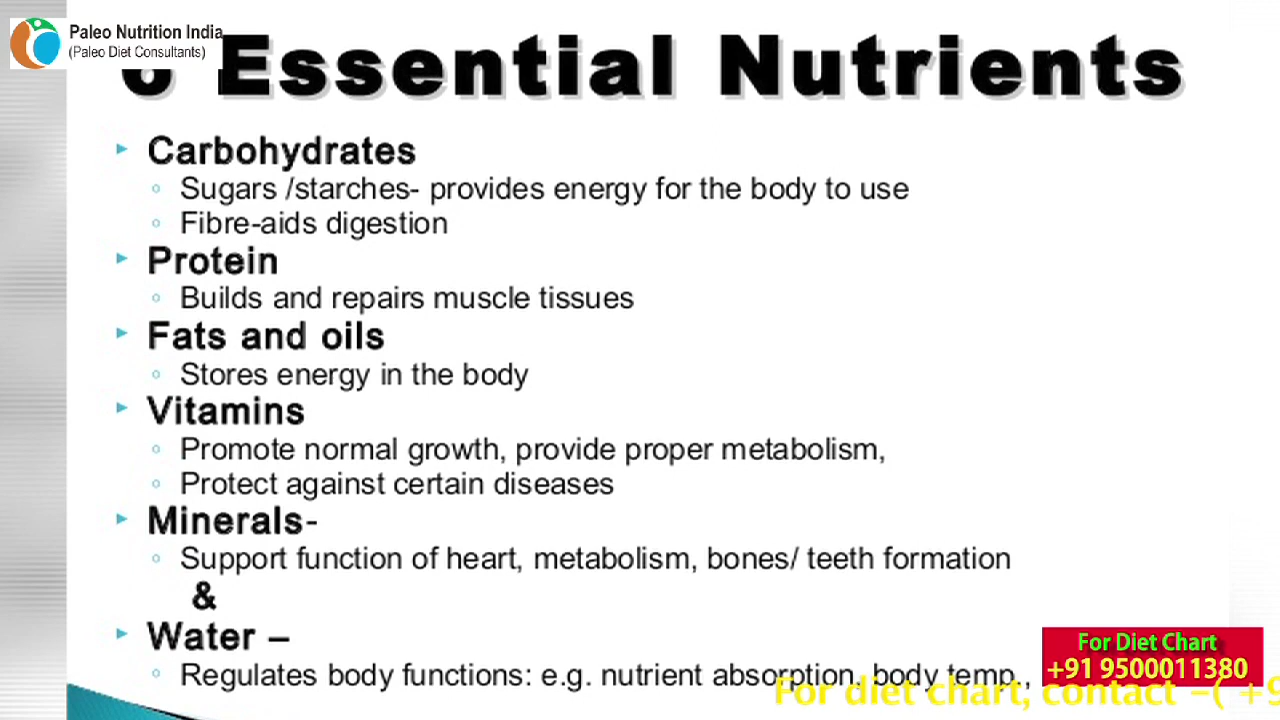 Paleo Nutrition India
(Paleo Diet Consultants)
6 Essential Nutrients
Carbohydrates
Sugars /starches- provides energy for the body to use
Fibre-aids digestion
Protein
Builds and repairs muscle tissues
Fats and oils
Stores energy in the body
Vitamins
Promote normal growth, provide proper metabolism,
Protect against certain diseases
Minerals-
Support function of heart, metabolism, bones/ teeth formation
&
Water –
Regulates body functions: e.g. nutrient absorption, body temp.,
For Diet Chart
+91 9500011380
For diet chart, contact -( +9